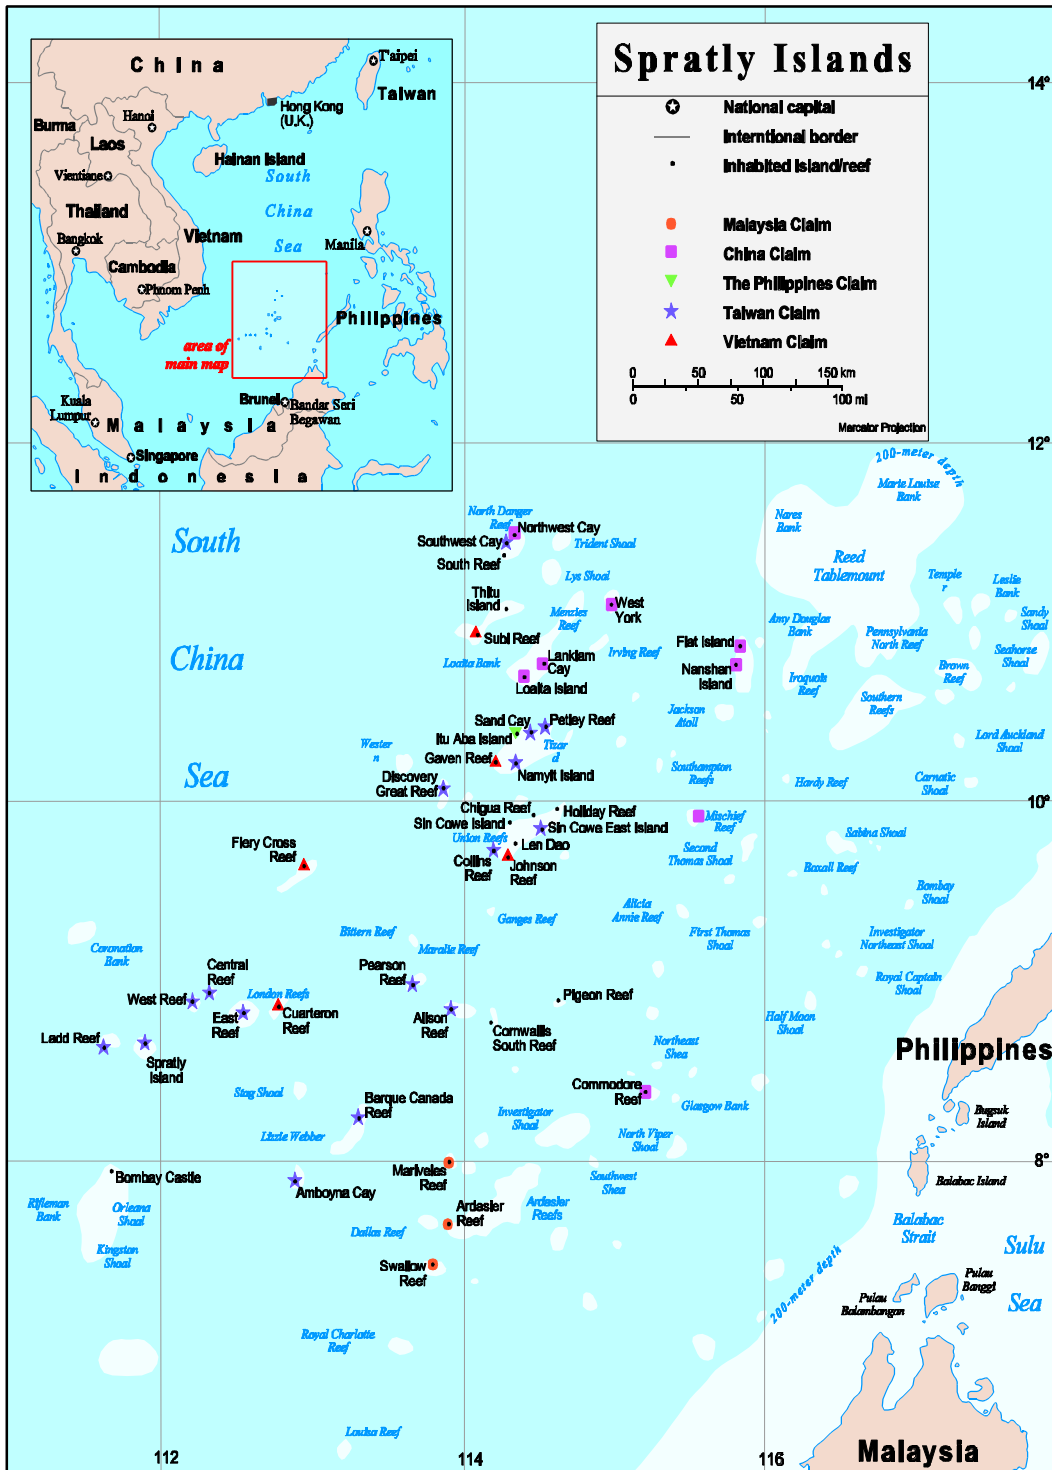 China
T'aipei
Taiwan
Hong Kong
(U.K.)
Burma
Hanoi
Laos
Hainan Island
Vientiane
South
China
Sea
Thailand
Vietnam
Bangkok
Manila
Cambodia
Phnom Penh
Philippines
area of
main map
Brunei
Bandar Seri
Begawan
Kuala
Lumpur
Malaysia
Singapore
Indonesia
Spratly Islands
National capital
Interntional border
Inhabited island/reef
Malaysia Claim
China Claim
The Philippines Claim
Taiwan Claim
Vietnam Claim
0 50 100 150 km
0 50 100 mi
Mercator Projection
14°
12°
10°
8°
112
114
116
200-meter depth
Marie Louise
Bank
Nares
Bank
Reed
Tablemount
Temple
r
Leslie
Bank
Sandy
Shoal
Amy Douglas
Bank
Pennsylvania
North Reef
Seahorse
Shoal
Brown
Reef
Iroquois
Reef
Southern
Reefs
Lord Auckland
Shoal
Carnatic
Shoal
Hardy Reef
South
China
Sea
North Danger
Reef
Northwest Cay
Southwest Cay
South Reef
Trident Shoal
Lys Shoal
Thitu
Island
West
York
Menzies
Reef
Subi Reef
Irving Reef
Flat Island
Nanshan
Island
Loaita Bank
Lankiam
Cay
Loaita Island
Jackson
Atoll
Sand Cay
Petley Reef
Itu Aba Island
Gaven Reef
Tizar
d
Namyit Island
Wester
n
Discovery
Great Reef
Southampton
Reefs
Chigua Reef
Holiday Reef
Sin Cowe Island
Sin Cowe East Island
Union Reefs
Len Dao
Collins
Reef
Johnson
Reef
Mischief
Reef
Second
Thomas Shoal
Sabina Shoal
Boxall Reef
Bombay
Shoal
Fiery Cross
Reef
Alicia
Annie Reef
Ganges Reef
First Thomas
Shoal
Investigator
Northeast Shoal
Royal Captain
Shoal
Bittern Reef
Maralie Reef
Coronation
Bank
Central
Reef
West Reef
London Reefs
East
Reef
Cuarteron
Reef
Pearson
Reef
Alison
Reef
Pigeon Reef
Cornwallis
South Reef
Half Moon
Shoal
Ladd Reef
Spratly
Island
Northeast
Shea
Commodore
Reef
Glasgow Bank
Stag Shoal
Barque Canada
Reef
Lizzie Webber
Investigator
Shoal
North Viper
Shoal
Bombay Castle
Amboyna Cay
Mariveles
Reef
Southwest
Shea
Rifleman
Bank
Orleana
Shoal
Kingston
Shoal
Ardasier
Reef
Ardasier
Reefs
Dallas Reef
Swallow
Reef
Royal Charlotte
Reef
Louisa Reef
Philippines
Bugsuk
Island
Balabac Island
Balabac
Strait
Sulu
Sea
200-meter depth
Pulau
Banggi
Pulau
Balambangan
Malaysia